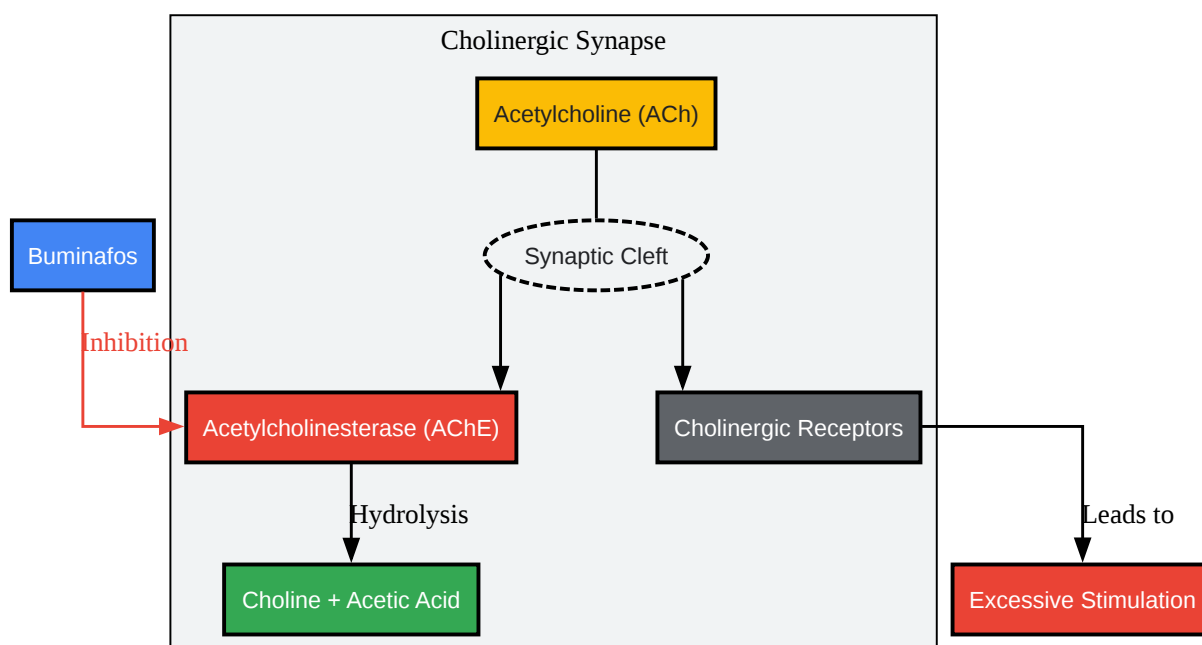 Cholinergic Synapse
Acetylcholine (ACh)
Buminafos
Synaptic Cleft
Inhibition
Acetylcholinesterase (AChE)
Cholinergic Receptors
Hydrolysis
Leads to
Choline + Acetic Acid
Excessive Stimulation